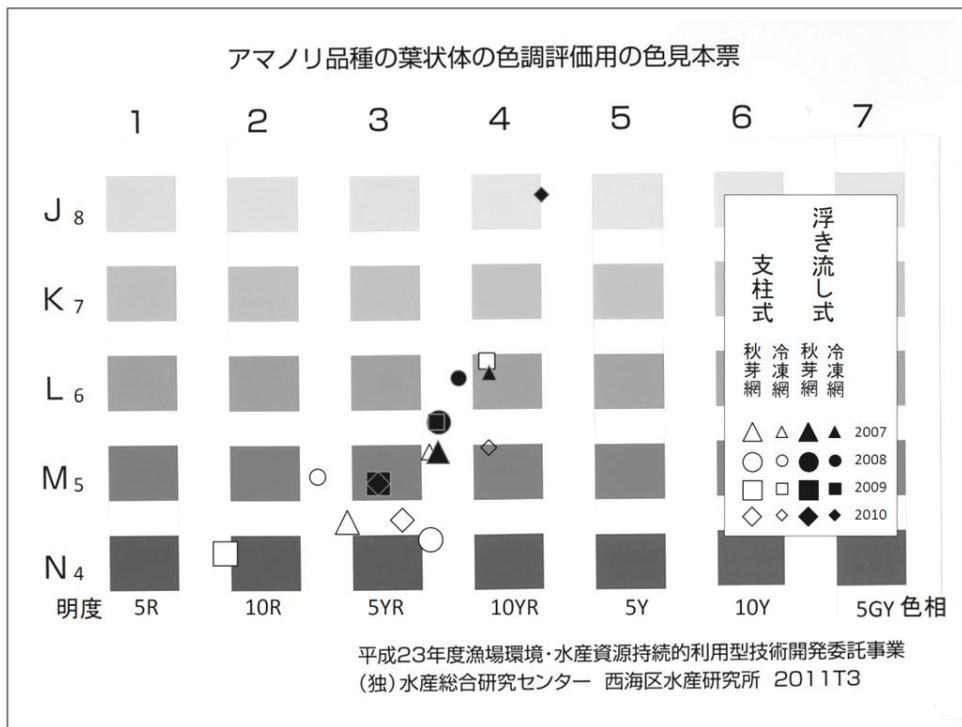 アマノリ品種の葉状体の色調評価用の色見本票
1 2 3 4 5 6 7
J 8
K 7
L 6
M 5
N 4
明度 5R 10R 5YR 10YR 5Y 10Y 5GY 色相
浮き流し式
支柱式
秋芽網 冷凍網 秋芽網 冷凍網
2007
2008
2009
2010
平成23年度漁場環境・水産資源持続的利用型技術開発委託事業
(独)水産総合研究センター 西海区水産研究所 2011T3